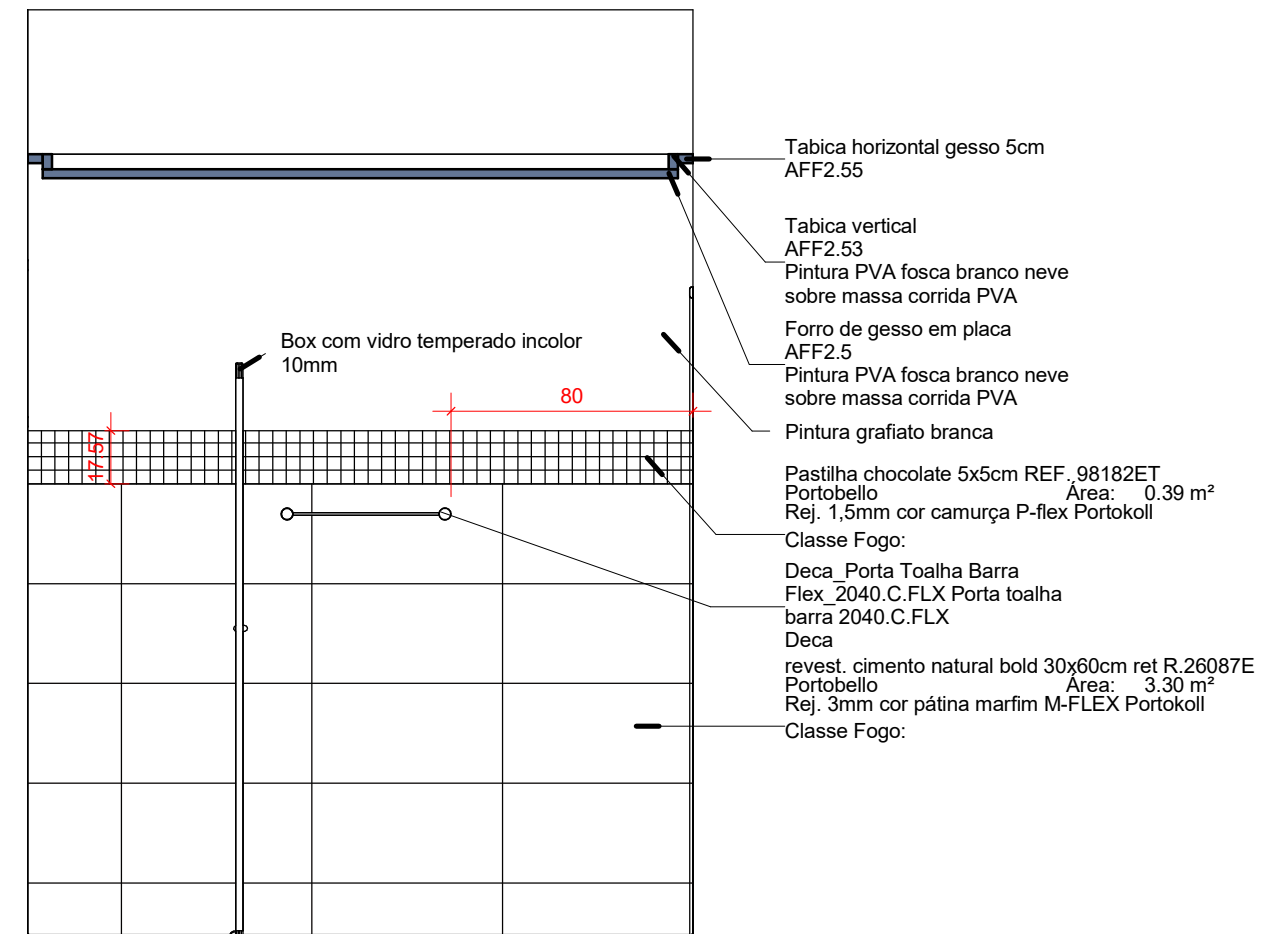 Tabica horizontal gesso 5cm
AFF2.55
Tabica vertical
AFF2.53
Pintura PVA fosca branco neve
sobre massa corrida PVA
Forro de gesso em placa
AFF2.5
Pintura PVA fosca branco neve
sobre massa corrida PVA
Box com vidro temperado incolor
10mm
80
17.57
Pintura grafiato branca
Pastilha chocolate 5x5cm REF. 98182ET
Portobello Área: 0.39 m²
Rej. 1,5mm cor camurça P-flex Portokoll
Classe Fogo:
Deca_Porta Toalha Barra
Flex_2040.C.FLX Porta toalha
barra 2040.C.FLX
Deca
revest. cimento natural bold 30x60cm ret R.26087E
Portobello Área: 3.30 m²
Rej. 3mm cor pátina marfim M-FLEX Portokoll
Classe Fogo: